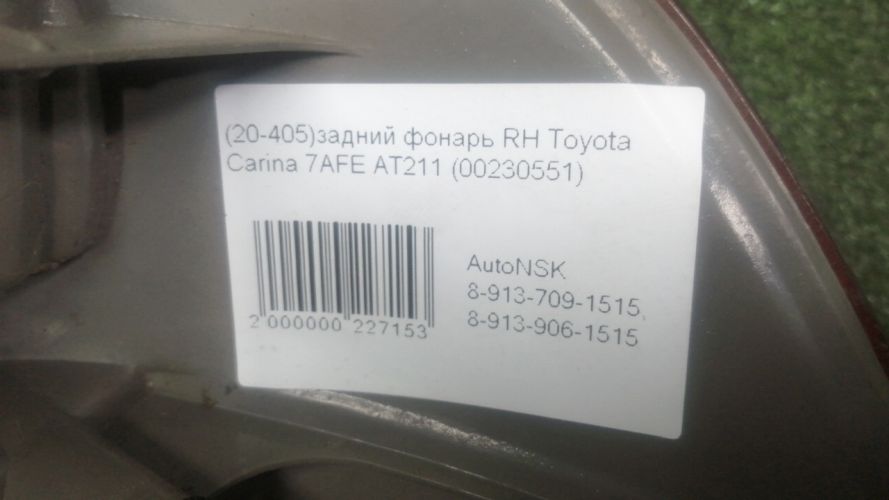 (20-405)задний фонарь RH Toyota
Carina 7AFE AT211 (00230551)
AutoNSK
8-913-709-1515,
8-913-906-1515
2 000000 227153